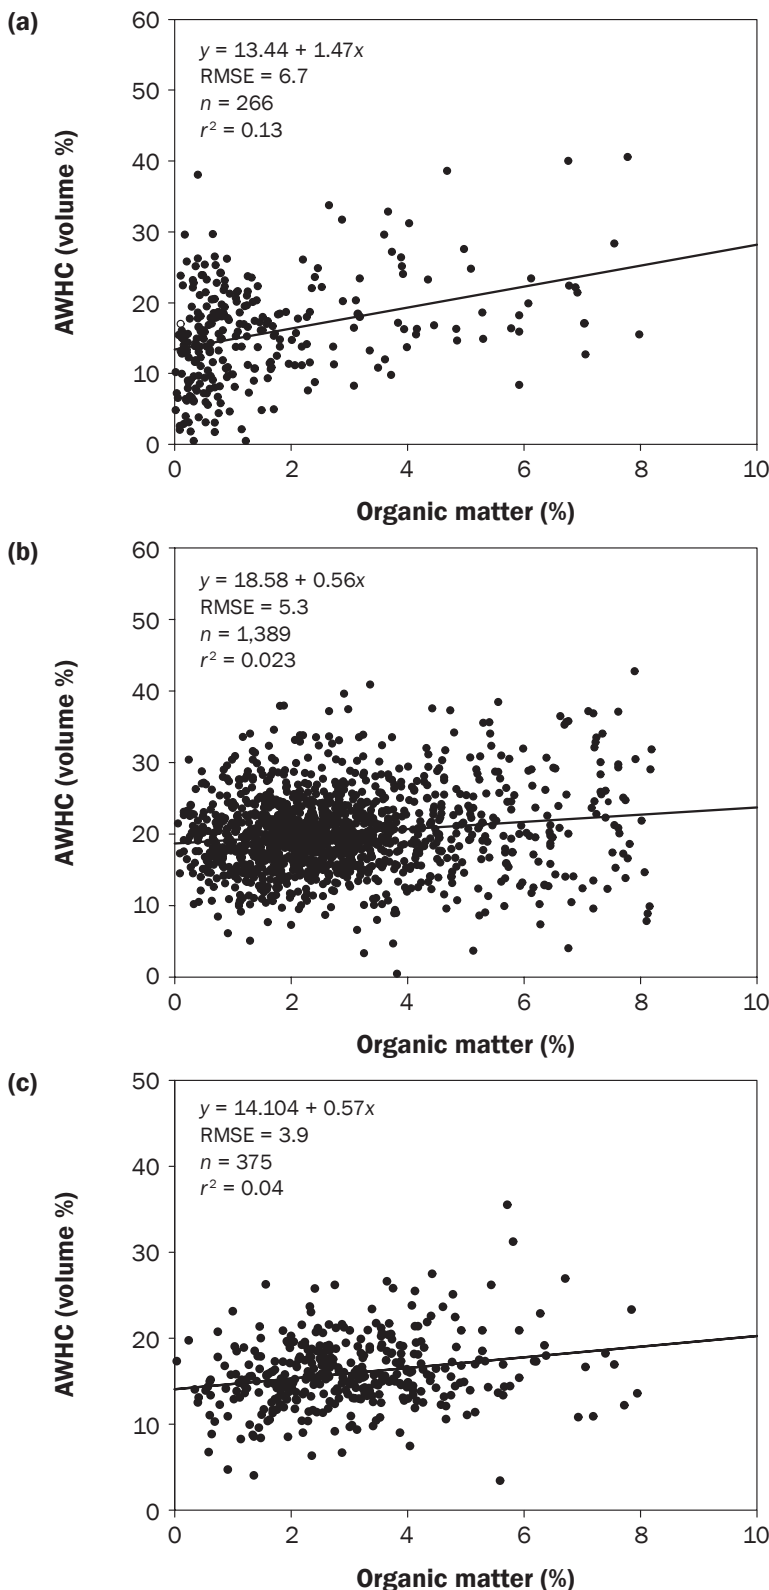 (a)
60
50
40
30
20
10
0
AWHC (volume %)
y = 13.44 + 1.47x
RMSE = 6.7
n = 266
r² = 0.13
0 2 4 6 8 10
Organic matter (%)
(b)
60
50
40
30
20
10
0
AWHC (volume %)
y = 18.58 + 0.56x
RMSE = 5.3
n = 1,389
r² = 0.023
0 2 4 6 8 10
Organic matter (%)
(c)
50
40
30
20
10
0
AWHC (volume %)
y = 14.104 + 0.57x
RMSE = 3.9
n = 375
r² = 0.04
0 2 4 6 8 10
Organic matter (%)